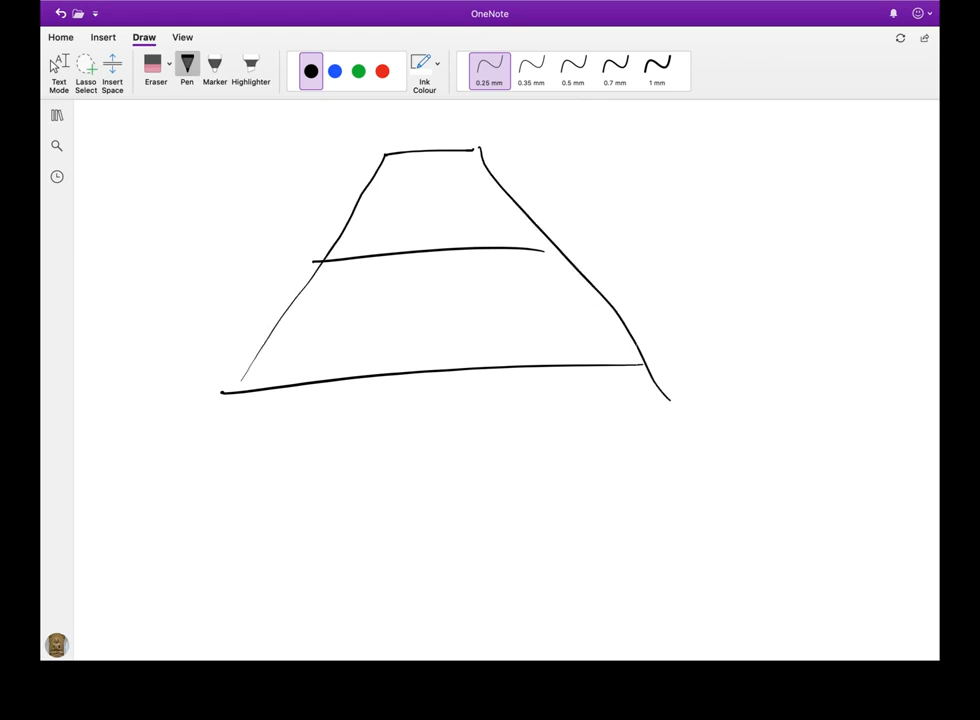 OneNote
Home Insert Draw View
Text Mode
Lasso Select
Insert Space
Eraser
Pen
Marker
Highlighter
Ink Colour
0.25 mm
0.35 mm
0.5 mm
0.7 mm
1 mm